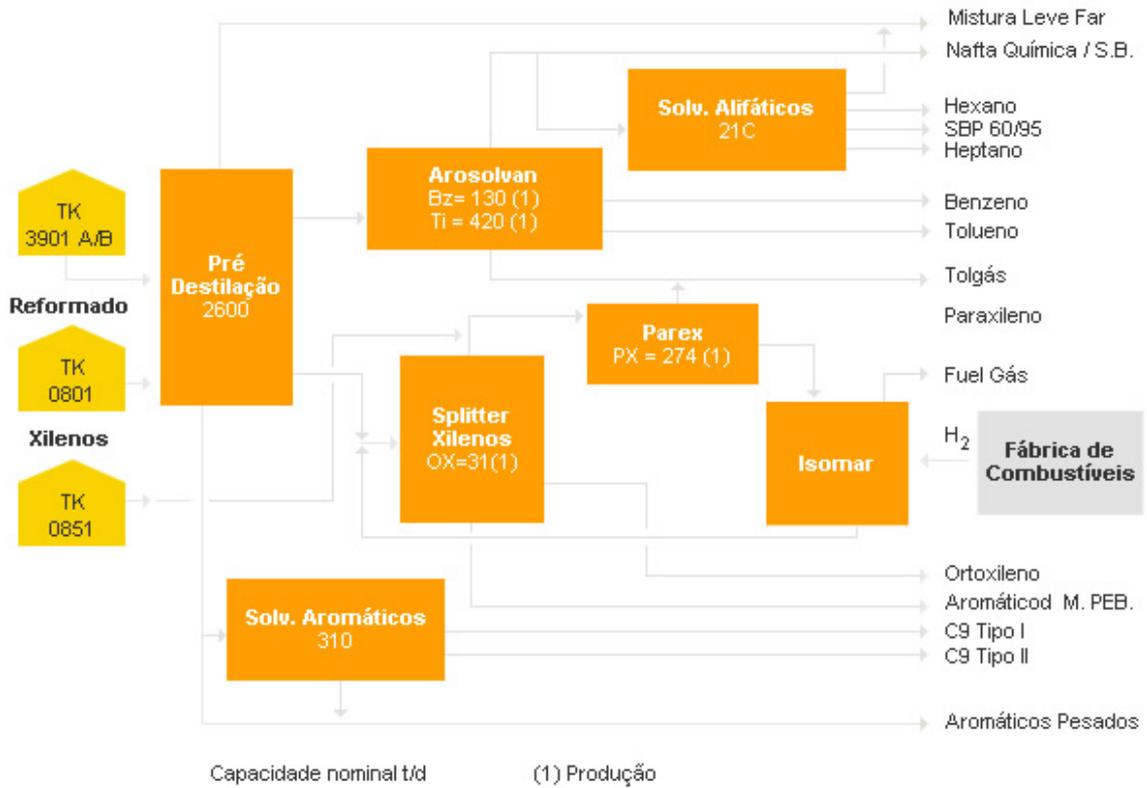 Mistura Leve Far
Nafta Química / S.B.
Solv. Alifáticos
21C
Hexano
SBP 60/95
Heptano
Arosolvan
Bz= 130 (1)
Ti = 420 (1)
Benzeno
Tolueno
TK
3901 A/B
Pré
Destilação
2600
Tolgás
Reformado
Parex
PX = 274 (1)
Paraxileno
TK
0801
Fuel Gás
Splitter
Xilenos
OX=31(1)
Xilenos
Isomar
H2
Fábrica de
Combustíveis
TK
0851
Ortoxileno
Solv. Aromáticos
310
Aromáticod M. PEB.
C9 Tipo I
C9 Tipo II
Aromáticos Pesados
Capacidade nominal t/d (1) Produção